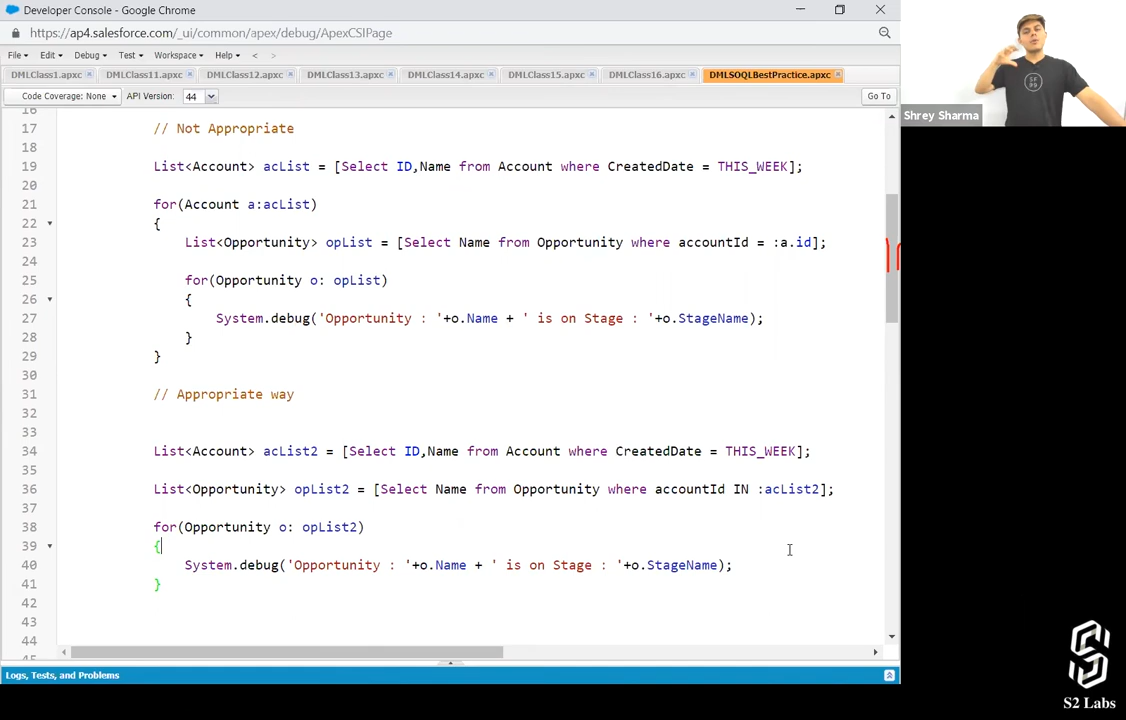 Developer Console - Google Chrome
https://ap4.salesforce.com/_ui/common/apex/debug/ApexCSIPage
File Edit Debug Test Workspace Help < >
DMLClass1.apxc DMLClass11.apxc DMLClass12.apxc DMLClass13.apxc DMLClass14.apxc DMLClass15.apxc DMLClass16.apxc DMLSOQLBestPractice.apxc
Code Coverage: None API Version: 44 Go To
Shrey Sharma
16
17 // Not Appropriate
18
19 List<Account> acList = [Select ID,Name from Account where CreatedDate = THIS_WEEK];
20
21 for(Account a:acList)
22 {
23 List<Opportunity> opList = [Select Name from Opportunity where accountId = :a.id];
24
25 for(Opportunity o: opList)
26 {
27 System.debug('Opportunity : '+o.Name + ' is on Stage : '+o.StageName);
28 }
29 }
30
31 // Appropriate way
32
33
34 List<Account> acList2 = [Select ID,Name from Account where CreatedDate = THIS_WEEK];
35
36 List<Opportunity> opList2 = [Select Name from Opportunity where accountId IN :acList2];
37
38 for(Opportunity o: opList2)
39 {
40 System.debug('Opportunity : '+o.Name + ' is on Stage : '+o.StageName);
41 }
42
43
44
45
Logs, Tests, and Problems
S2 Labs